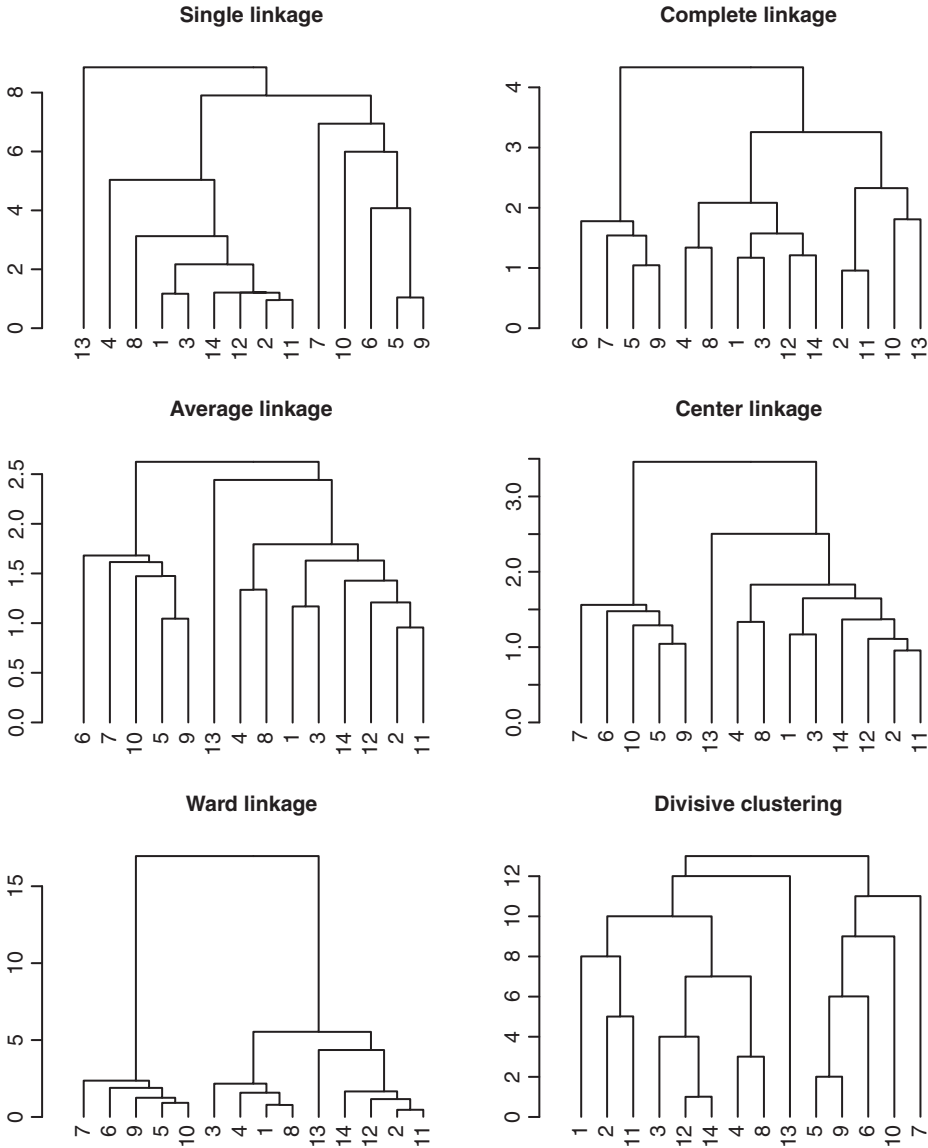 Single linkage
8
6
4
2
0
13 4 8 1 3 14 12 2 11 7 10 6 5 9
Complete linkage
4
3
2
1
0
6 7 5 9 4 8 1 3 12 14 2 11 10 13
Average linkage
2.5
2.0
1.5
1.0
0.5
0.0
6 7 10 5 9 13 4 8 1 3 14 12 2 11
Center linkage
3.0
2.0
1.0
0.0
7 6 10 5 9 13 4 8 1 3 14 12 2 11
Ward linkage
15
10
5
0
7 6 9 5 10 3 4 1 8 13 14 12 2 11
Divisive clustering
12
10
8
6
4
2
0
1 2 11 3 12 14 4 8 13 5 9 6 10 7